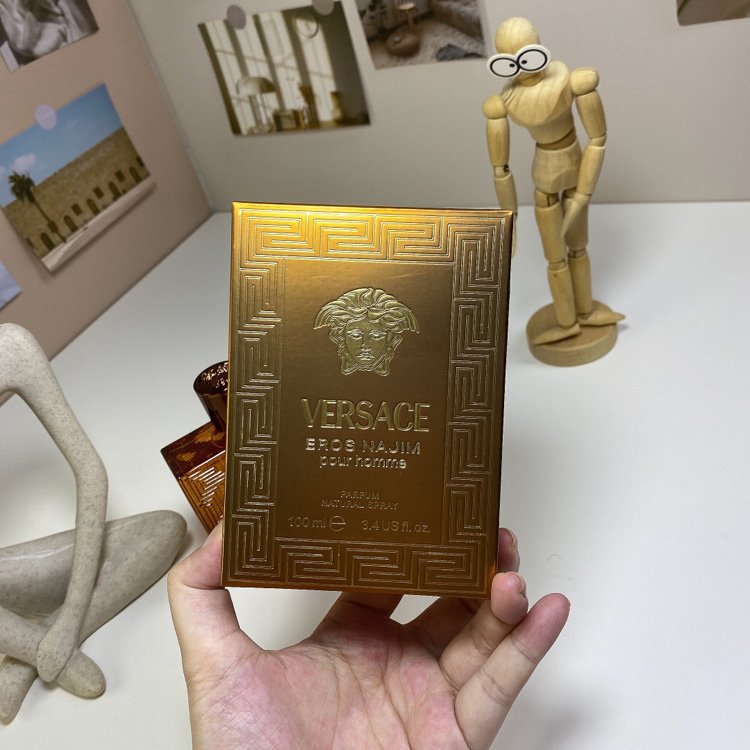 VERSACE
EROS NAJIM
pour homme
PARFUM
NATURAL SPRAY
100 ml ℮ 3.4 US fl. oz.